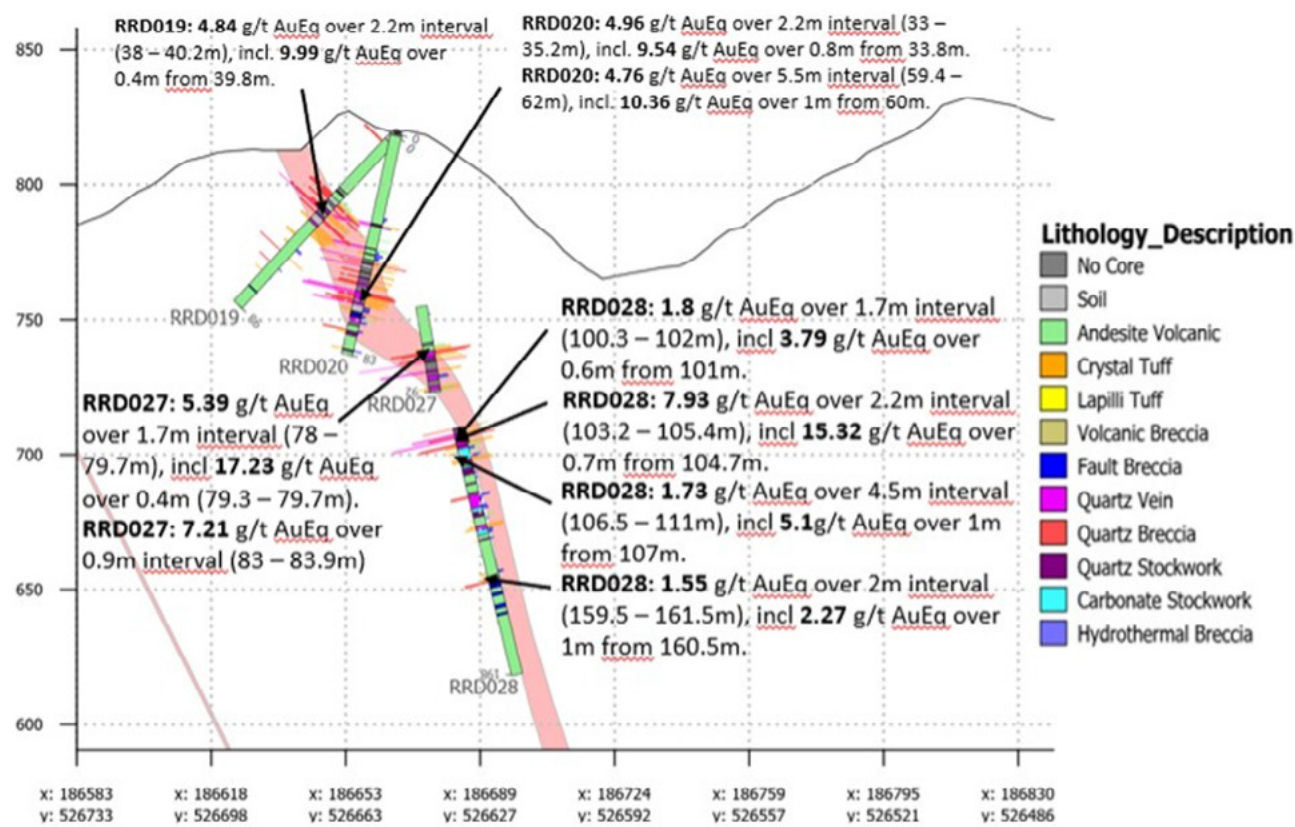 RRD019: 4.84 g/t AuEq over 2.2m interval
(38 – 40.2m), incl. 9.99 g/t AuEq over
0.4m from 39.8m.
RRD020: 4.96 g/t AuEq over 2.2m interval (33 –
35.2m), incl. 9.54 g/t AuEq over 0.8m from 33.8m.
RRD020: 4.76 g/t AuEq over 5.5m interval (59.4 –
62m), incl. 10.36 g/t AuEq over 1m from 60m.
850
800
750
700
650
600
0
0
RRD019
86
RRD020
83
RRD027
92
RRD028
198
RRD027: 5.39 g/t AuEq
over 1.7m interval (78 –
79.7m), incl 17.23 g/t AuEq
over 0.4m (79.3 – 79.7m).
RRD027: 7.21 g/t AuEq over
0.9m interval (83 – 83.9m)
RRD028: 1.8 g/t AuEq over 1.7m interval
(100.3 – 102m), incl 3.79 g/t AuEq over
0.6m from 101m.
RRD028: 7.93 g/t AuEq over 2.2m interval
(103.2 – 105.4m), incl 15.32 g/t AuEq over
0.7m from 104.7m.
RRD028: 1.73 g/t AuEq over 4.5m interval
(106.5 – 111m), incl 5.1g/t AuEq over 1m
from 107m.
RRD028: 1.55 g/t AuEq over 2m interval
(159.5 – 161.5m), incl 2.27 g/t AuEq over
1m from 160.5m.
Lithology_Description
No Core
Soil
Andesite Volcanic
Crystal Tuff
Lapilli Tuff
Volcanic Breccia
Fault Breccia
Quartz Vein
Quartz Breccia
Quartz Stockwork
Carbonate Stockwork
Hydrothermal Breccia
x: 186583
y: 526733
x: 186618
y: 526698
x: 186653
y: 526663
x: 186689
y: 526627
x: 186724
y: 526592
x: 186759
y: 526557
x: 186795
y: 526521
x: 186830
y: 526486